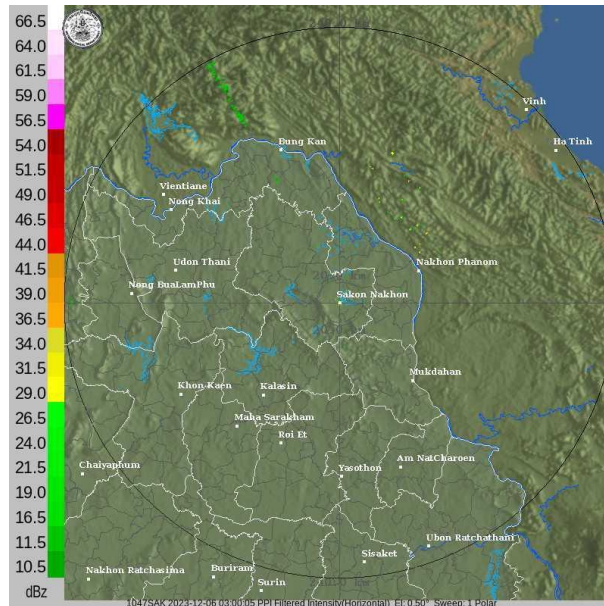 66.5
64.0
61.5
59.0
56.5
54.0
51.5
49.0
46.5
44.0
41.5
39.0
36.5
34.0
31.5
29.0
26.5
24.0
21.5
19.0
16.5
14.0
11.5
10.5
dBz
Vinh
Ha Tinh
Bung Kan
Vientiane
Nong Khai
Udon Thani
Nakhon Phanom
Nong BuaLamPhu
Sakon Nakhon
Mukdahan
Khon Kaen
Kalasin
Maha Sarakham
Roi Et
Chaiyaphum
Yasothon
Am NatCharoen
Ubon Ratchathani
Sisaket
Nakhon Ratchasima
Buriram
Surin
1047SAK 2023-12-06 03:00:05 PPI Filtered Intensity(Horizontal) El: 0.50° Sweep: 1 Polar